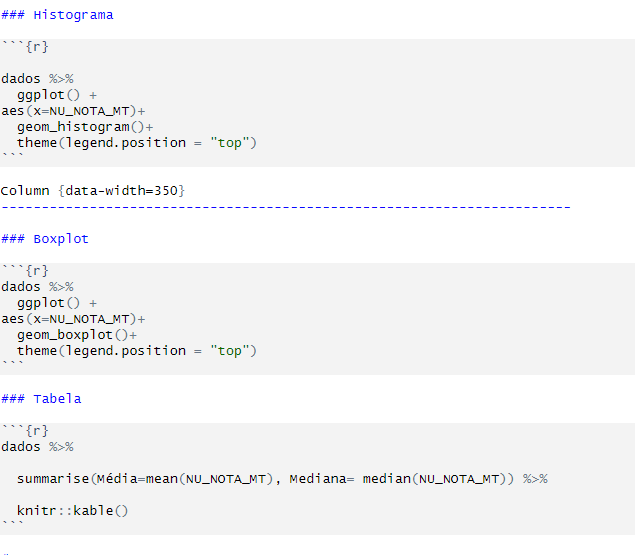 ### Histograma
```{r}
dados %>%
  ggplot() +
aes(x=NU_NOTA_MT)+
  geom_histogram()+
  theme(legend.position = "top")
```
Column {data-width=350}
-----------------------------------------------------------------------
### Boxplot
```{r}
dados %>%
  ggplot() +
aes(x=NU_NOTA_MT)+
  geom_boxplot()+
  theme(legend.position = "top")
```
### Tabela
```{r}
dados %>%
  summarise(Média=mean(NU_NOTA_MT), Mediana= median(NU_NOTA_MT)) %>%
  knitr::kable()
```